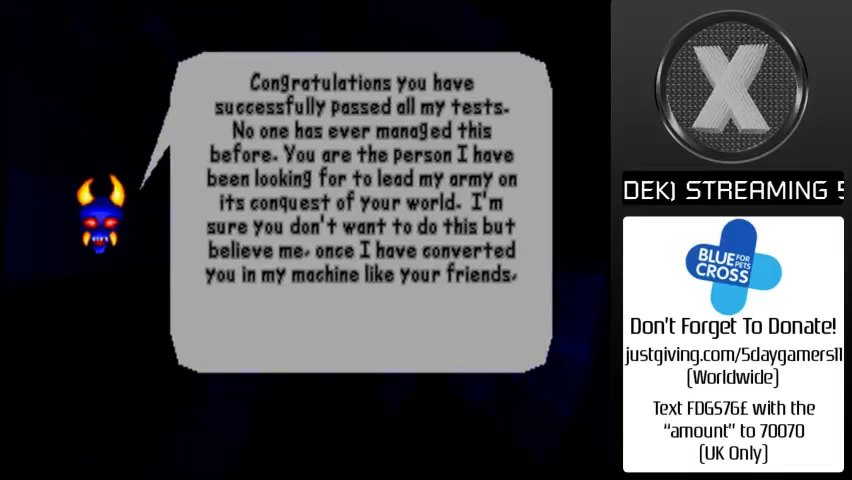 Congratulations you have
successfully passed all my tests.
No one has ever managed this
before. You are the person I have
been looking for to lead my army on
its conquest of your world. I'm
sure you don't want to do this but
believe me, once I have converted
you in my machine like your friends,
X
DEK) STREAMING 5
BLUE FOR PETS CROSS
Don't Forget To Donate!
justgiving.com/5daygamers11
(Worldwide)
Text FDGS76£ with the
“amount” to 70070
(UK Only)